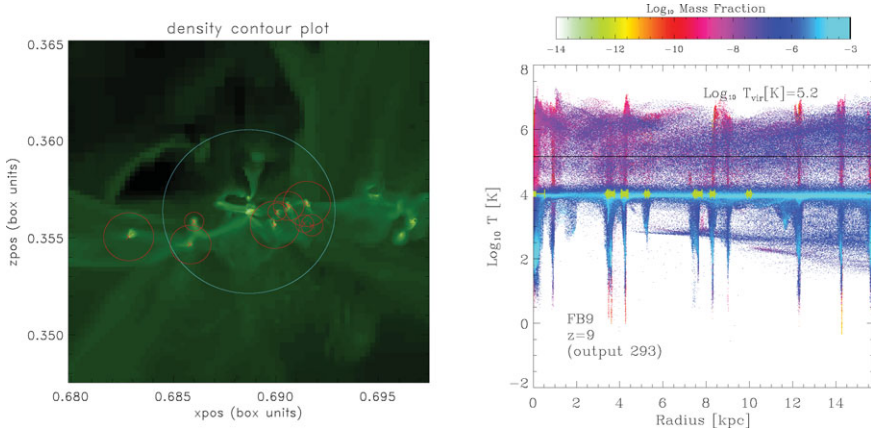 density contour plot
0.365
0.360
0.355
0.350
zpos (box units)
0.680
0.685
0.690
0.695
xpos (box units)
Log₁₀ Mass Fraction
-14 -12 -10 -8 -6 -4 -3
Log₁₀ T_vir[K]=5.2
8
6
4
2
0
-2
Log₁₀ T [K]
FB9
z=9
(output 293)
0 2 4 6 8 10 12 14
Radius [kpc]